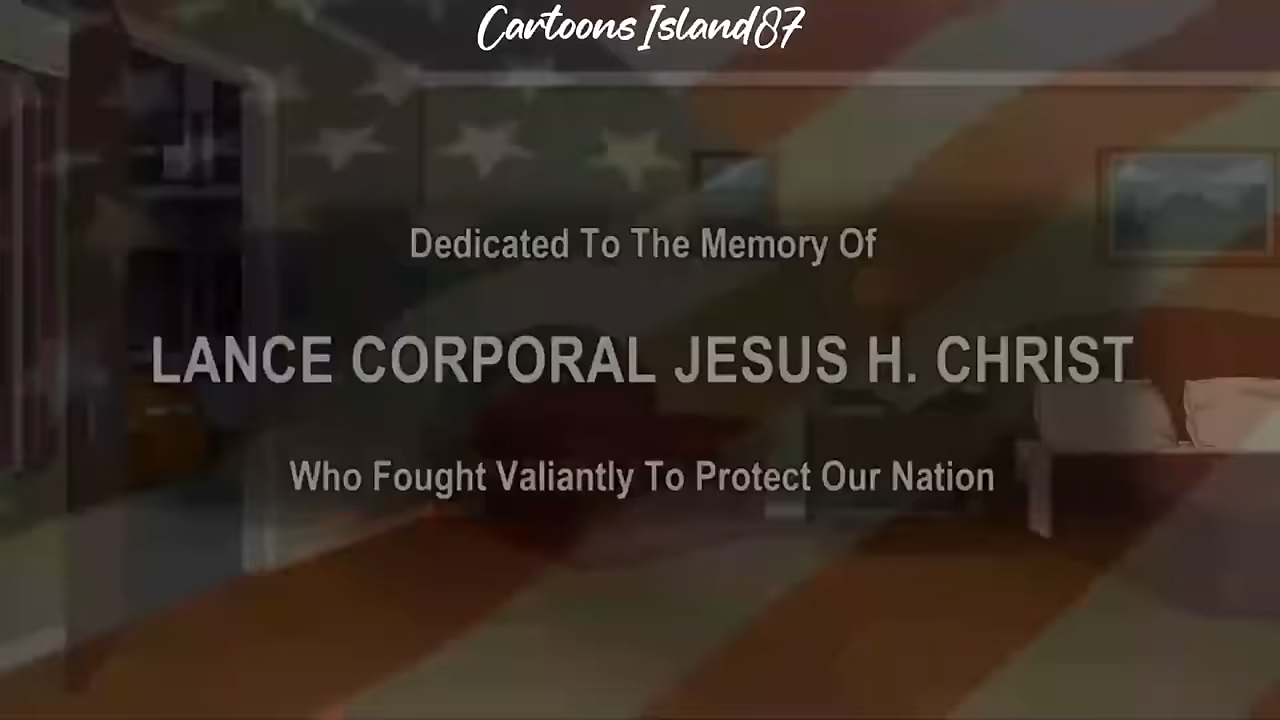 Cartoons Island87
Dedicated To The Memory Of
LANCE CORPORAL JESUS H. CHRIST
Who Fought Valiantly To Protect Our Nation